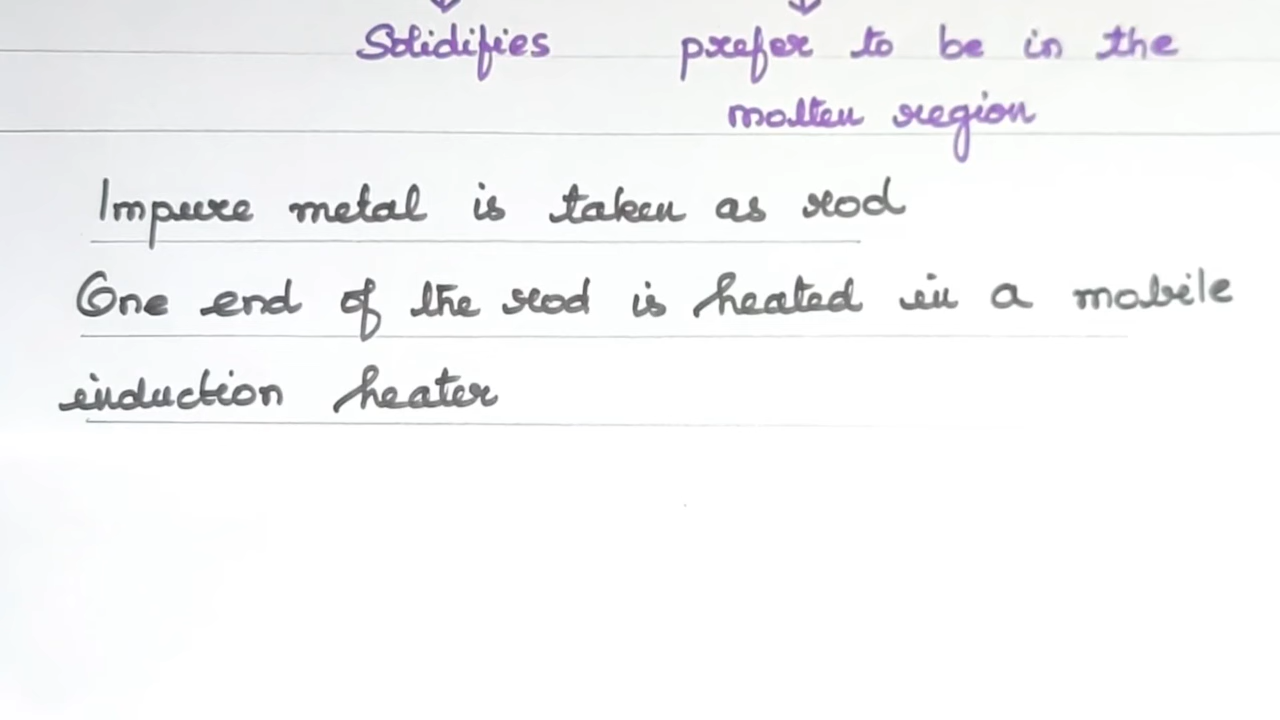 Solidifies prefer to be in the
molten region
Impure metal is taken as rod
One end of the rod is heated in a mobile
induction heater